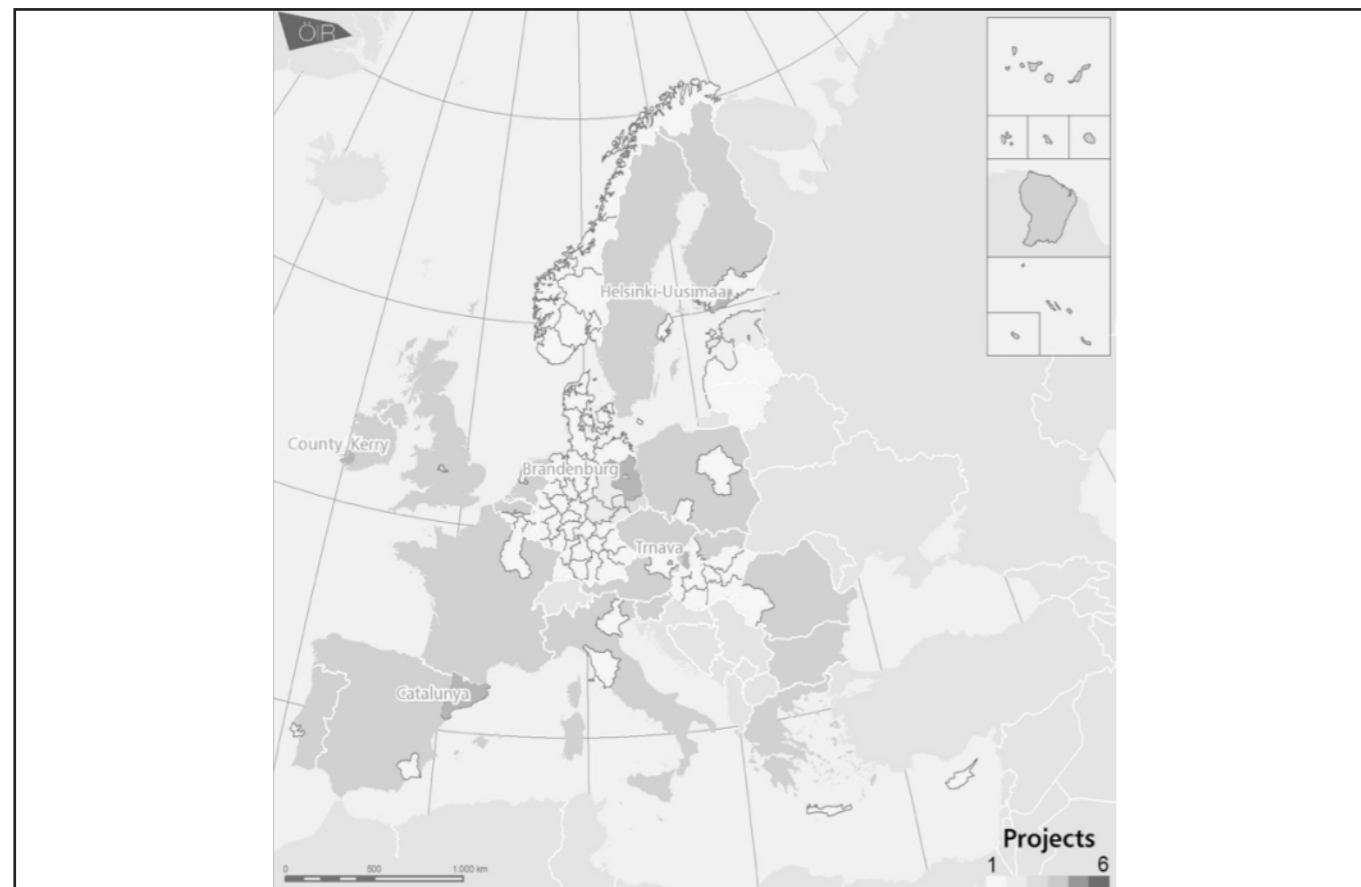 ÖIR
Helsinki-Uusimaa
County Kerry
Brandenburg
Trnava
Catalunya
Projects
1 6
0 500 1.000 km